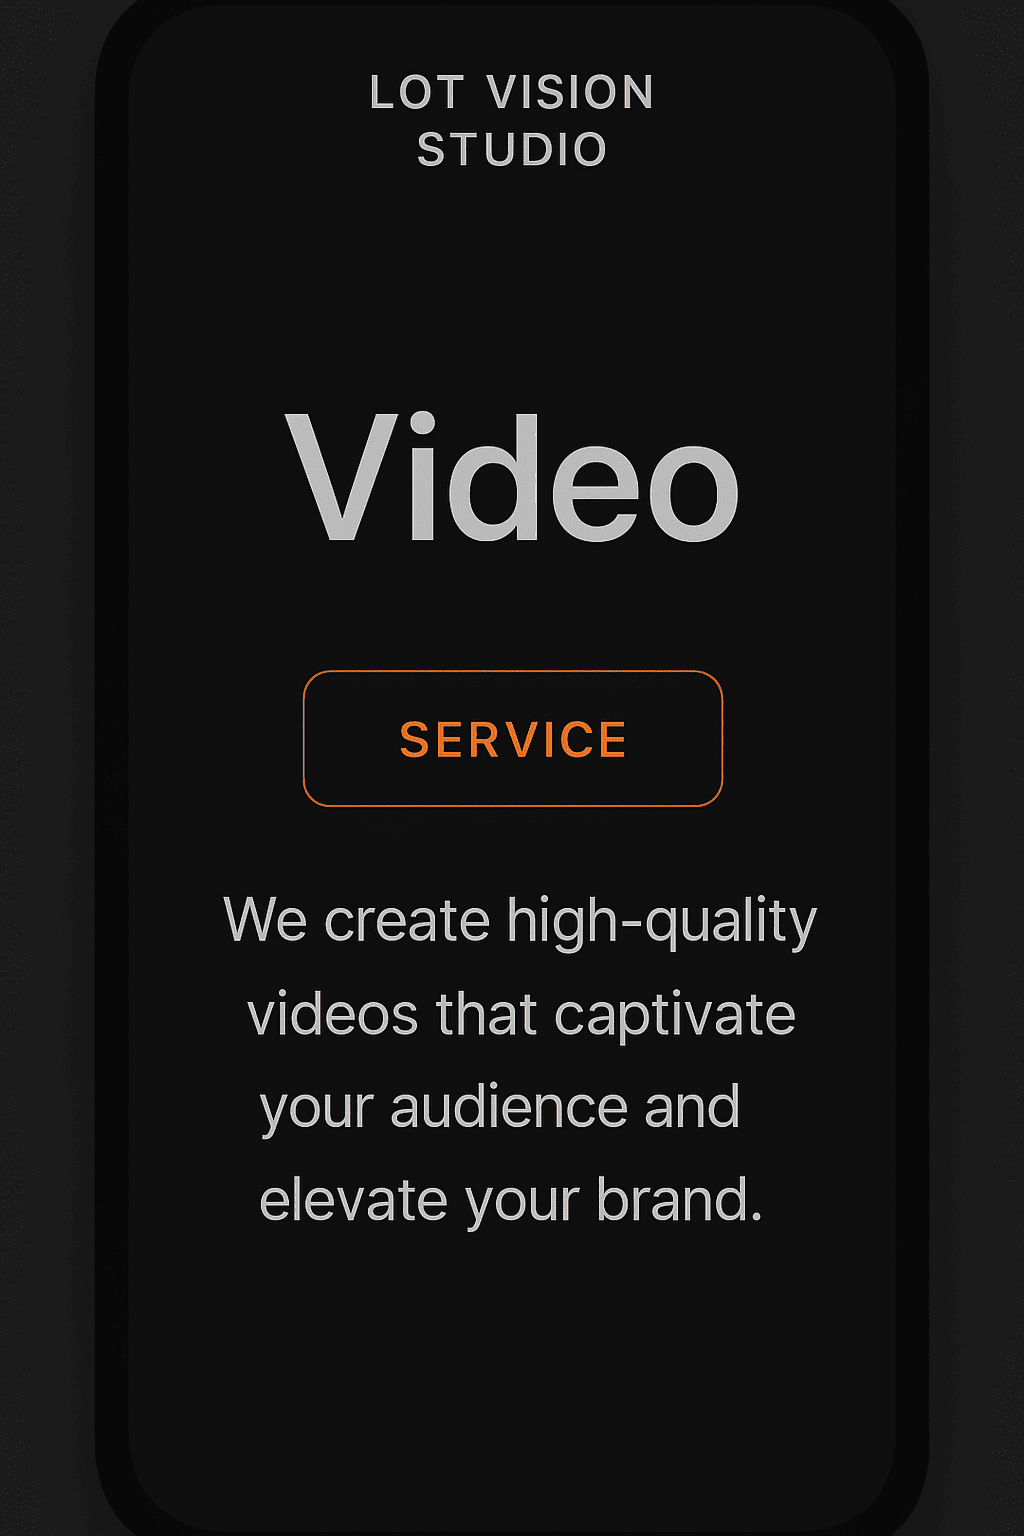 LOT VISION
STUDIO
Video
SERVICE
We create high-quality
videos that captivate
your audience and
elevate your brand.